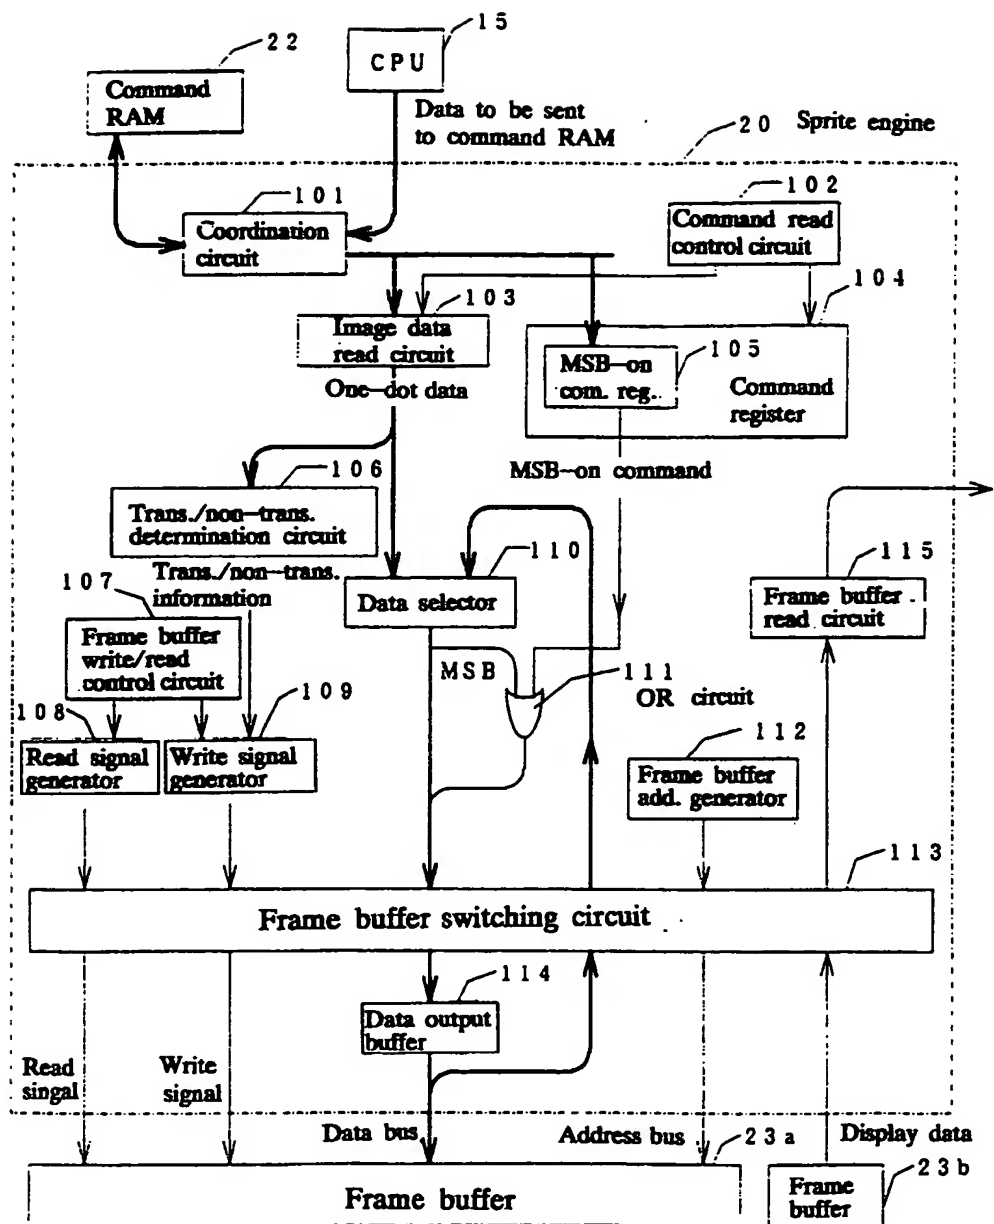 15
22
CPU
Command
RAM
Data to be sent
to command RAM
20 Sprite engine
101
102
Coordination
circuit
Command read
control circuit
103
104
Image data
read circuit
105
MSB-on
com. reg.
Command
register
One-dot data
106
MSB-on command
Trans./non-trans.
determination circuit
110
115
107
Trans./non-trans.
information
Data selector
Frame buffer
read circuit
Frame buffer
write/read
control circuit
MSB
111
OR circuit
108
109
112
Read signal
generator
Write signal
generator
Frame buffer
add. generator
113
Frame buffer switching circuit
114
Data output
buffer
Read
singal
Write
signal
Data bus
Address bus
23a
Display data
23b
Frame buffer
Frame
buffer